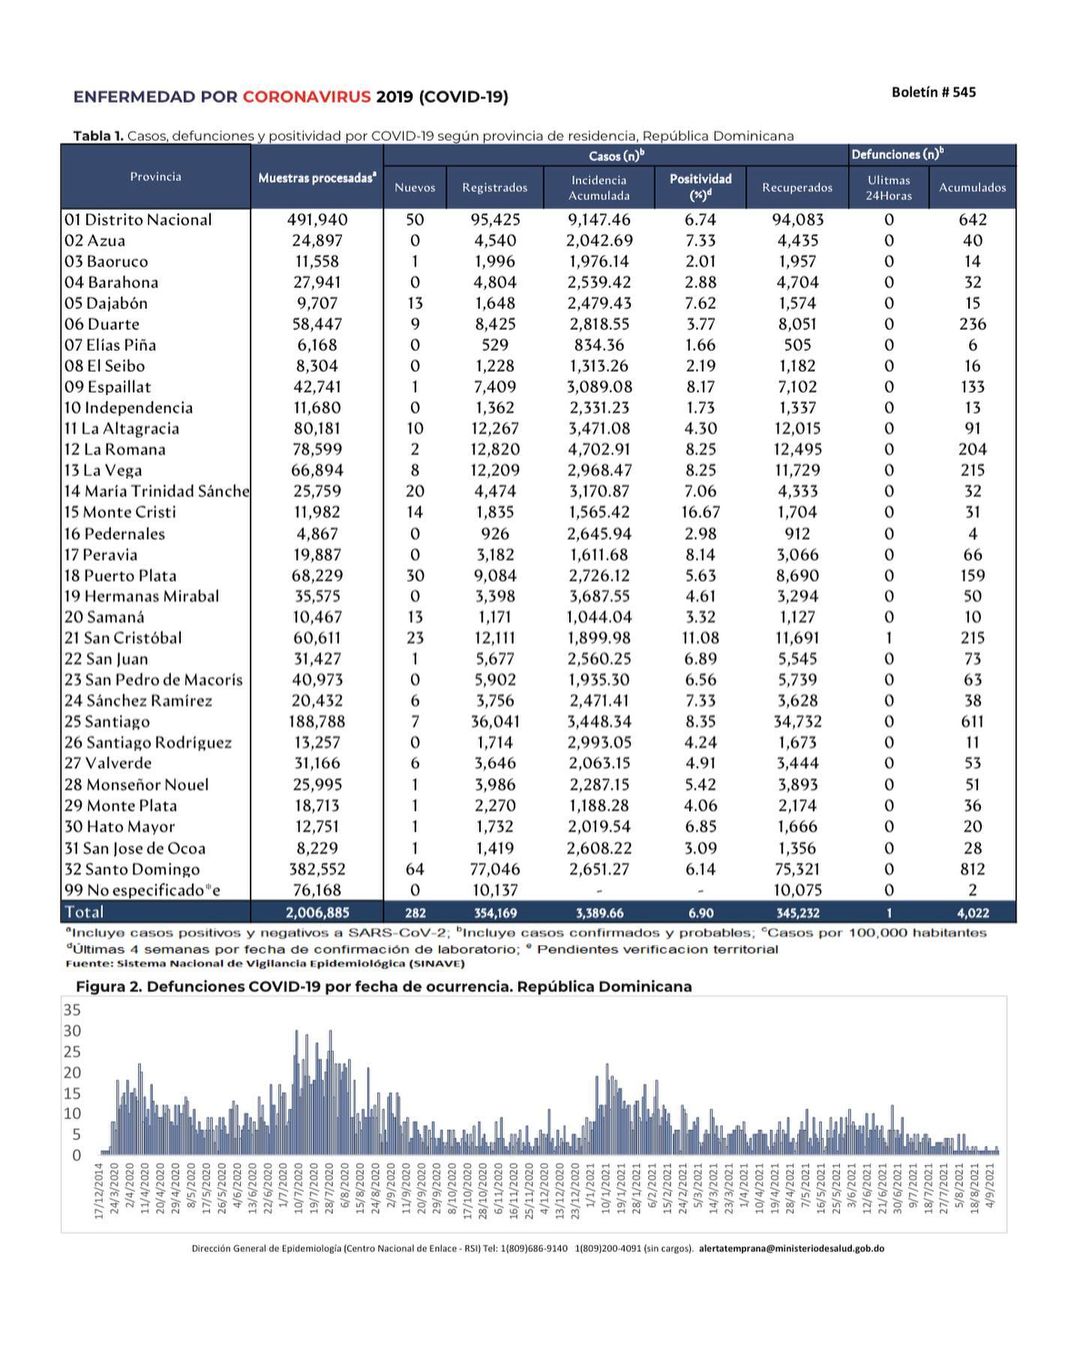 ENFERMEDAD POR CORONAVIRUS 2019 (COVID-19)
Boletín # 545
Tabla 1. Casos, defunciones y positividad por COVID-19 según provincia de residencia, República Dominicana
Provincia Muestras procesadasª Casos (n)ᵇ Defunciones (n)ᵇ
Nuevos Registrados Incidencia Acumulada Positividad (%)ᵈ Recuperados Ulitmas 24Horas Acumulados
01 Distrito Nacional 491,940 50 95,425 9,147.46 6.74 94,083 0 642
02 Azua 24,897 0 4,540 2,042.69 7.33 4,435 0 40
03 Baoruco 11,558 1 1,996 1,976.14 2.01 1,957 0 14
04 Barahona 27,941 0 4,804 2,539.42 2.88 4,704 0 32
05 Dajabón 9,707 13 1,648 2,479.43 7.62 1,574 0 15
06 Duarte 58,447 9 8,425 2,818.55 3.77 8,051 0 236
07 Elías Piña 6,168 0 529 834.36 1.66 505 0 6
08 El Seibo 8,304 0 1,228 1,313.26 2.19 1,182 0 16
09 Espaillat 42,741 1 7,409 3,089.08 8.17 7,102 0 133
10 Independencia 11,680 0 1,362 2,331.23 1.73 1,337 0 13
11 La Altagracia 80,181 10 12,267 3,471.08 4.30 12,015 0 91
12 La Romana 78,599 2 12,820 4,702.91 8.25 12,495 0 204
13 La Vega 66,894 8 12,209 2,968.47 8.25 11,729 0 215
14 María Trinidad Sánche 25,759 20 4,474 3,170.87 7.06 4,333 0 32
15 Monte Cristi 11,982 14 1,835 1,565.42 16.67 1,704 0 31
16 Pedernales 4,867 0 926 2,645.94 2.98 912 0 4
17 Peravia 19,887 0 3,182 1,611.68 8.14 3,066 0 66
18 Puerto Plata 68,229 30 9,084 2,726.12 5.63 8,690 0 159
19 Hermanas Mirabal 35,575 0 3,398 3,687.55 4.61 3,294 0 50
20 Samaná 10,467 13 1,171 1,044.04 3.32 1,127 0 10
21 San Cristóbal 60,611 23 12,111 1,899.98 11.08 11,691 1 215
22 San Juan 31,427 1 5,677 2,560.25 6.89 5,545 0 73
23 San Pedro de Macorís 40,973 0 5,902 1,935.30 6.56 5,739 0 63
24 Sánchez Ramírez 20,432 6 3,756 2,471.41 7.33 3,628 0 38
25 Santiago 188,788 7 36,041 3,448.34 8.35 34,732 0 611
26 Santiago Rodríguez 13,257 0 1,714 2,993.05 4.24 1,673 0 11
27 Valverde 31,166 6 3,646 2,063.15 4.91 3,444 0 53
28 Monseñor Nouel 25,995 1 3,986 2,287.15 5.42 3,893 0 51
29 Monte Plata 18,713 1 2,270 1,188.28 4.06 2,174 0 36
30 Hato Mayor 12,751 1 1,732 2,019.54 6.85 1,666 0 20
31 San Jose de Ocoa 8,229 1 1,419 2,608.22 3.09 1,356 0 28
32 Santo Domingo 382,552 64 77,046 2,651.27 6.14 75,321 0 812
99 No especificado*e 76,168 0 10,137 - - 10,075 0 2
Total 2,006,885 282 354,169 3,389.66 6.90 345,232 1 4,022
ªIncluye casos positivos y negativos a SARS-CoV-2; ᵇIncluye casos confirmados y probables; ᶜCasos por 100,000 habitantes
ᵈÚltimas 4 semanas por fecha de confirmación de laboratorio; ᵉ Pendientes verificacion territorial
Fuente: Sistema Nacional de Vigilancia Epidemiológica (SINAVE)
Figura 2. Defunciones COVID-19 por fecha de ocurrencia. República Dominicana
35
30
25
20
15
10
5
0
17/12/2014 24/3/2020 2/4/2020 11/4/2020 20/4/2020 29/4/2020 8/5/2020 17/5/2020 26/5/2020 4/6/2020 13/6/2020 22/6/2020 1/7/2020 10/7/2020 19/7/2020 28/7/2020 6/8/2020 15/8/2020 24/8/2020 2/9/2020 11/9/2020 20/9/2020 29/9/2020 8/10/2020 17/10/2020 28/10/2020 6/11/2020 16/11/2020 25/11/2020 4/12/2020 13/12/2020 23/12/2020 1/1/2021 10/1/2021 19/1/2021 28/1/2021 6/2/2021 15/2/2021 24/2/2021 5/3/2021 14/3/2021 23/3/2021 1/4/2021 10/4/2021 19/4/2021 28/4/2021 7/5/2021 16/5/2021 25/5/2021 3/6/2021 12/6/2021 21/6/2021 30/6/2021 9/7/2021 18/7/2021 27/7/2021 5/8/2021 18/8/2021 4/9/2021
Dirección General de Epidemiología (Centro Nacional de Enlace - RSI) Tel: 1(809)686-9140 1(809)200-4091 (sin cargos). alertatemprana@ministeriodesalud.gob.do